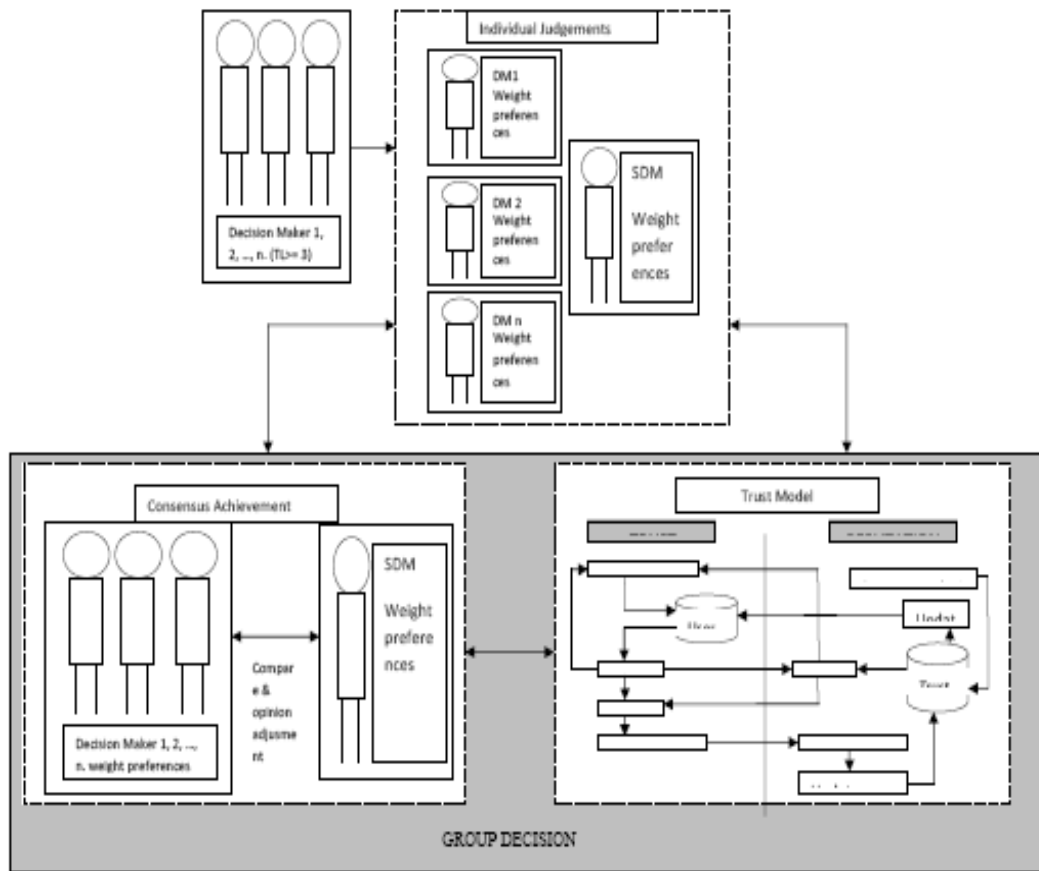 Individual Judgements
DM1
Weight
preferen
ces
DM 2
Weight
preferen
ces
DM n
Weight
preferen
ces
SDM
Weight
prefer
ences
Decision Maker 1,
2, ..., n. (TL>= 3)
Consensus Achievement
SDM
Weight
prefere
nces
Compar
e &
opinion
adjusme
nt
Decision Maker 1, 2, ...,
n. weight preferences
Trust Model
GROUP DECISION